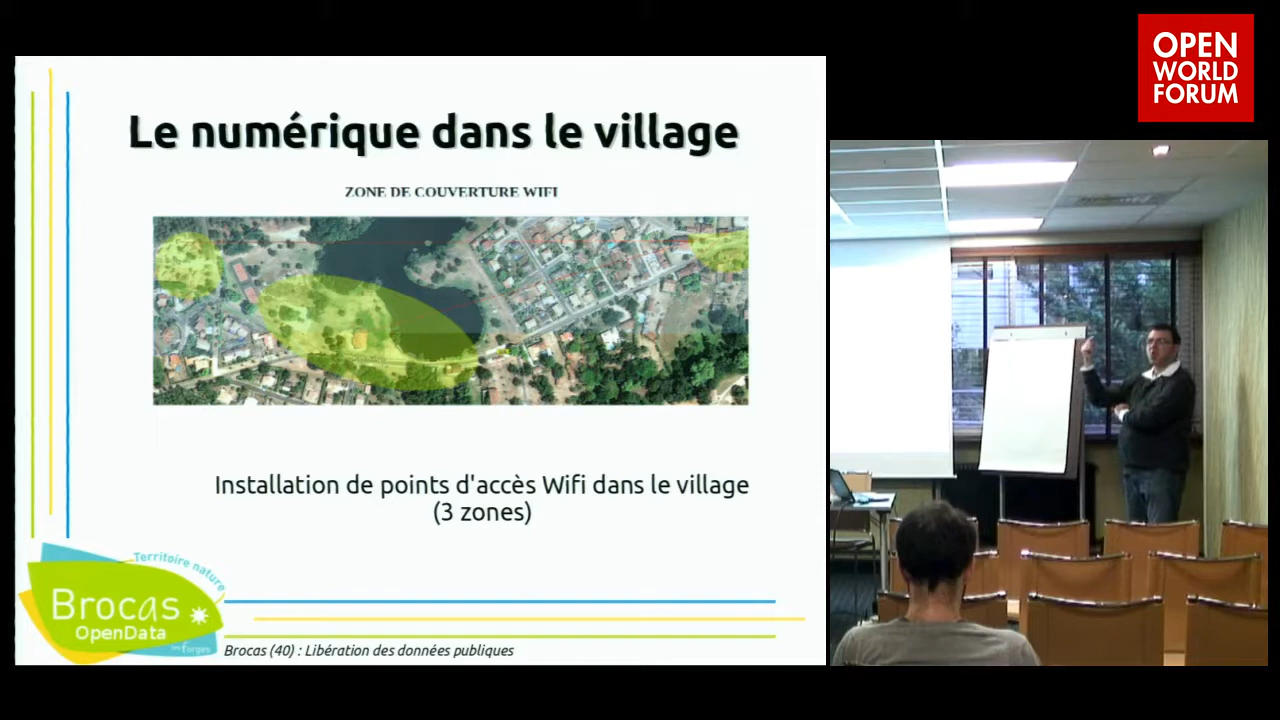 OPEN
WORLD
FORUM
Le numérique dans le village
ZONE DE COUVERTURE WIFI
Installation de points d'accès Wifi dans le village
(3 zones)
Territoire nature
Brocas
OpenData
les forges
Brocas (40) : Libération des données publiques